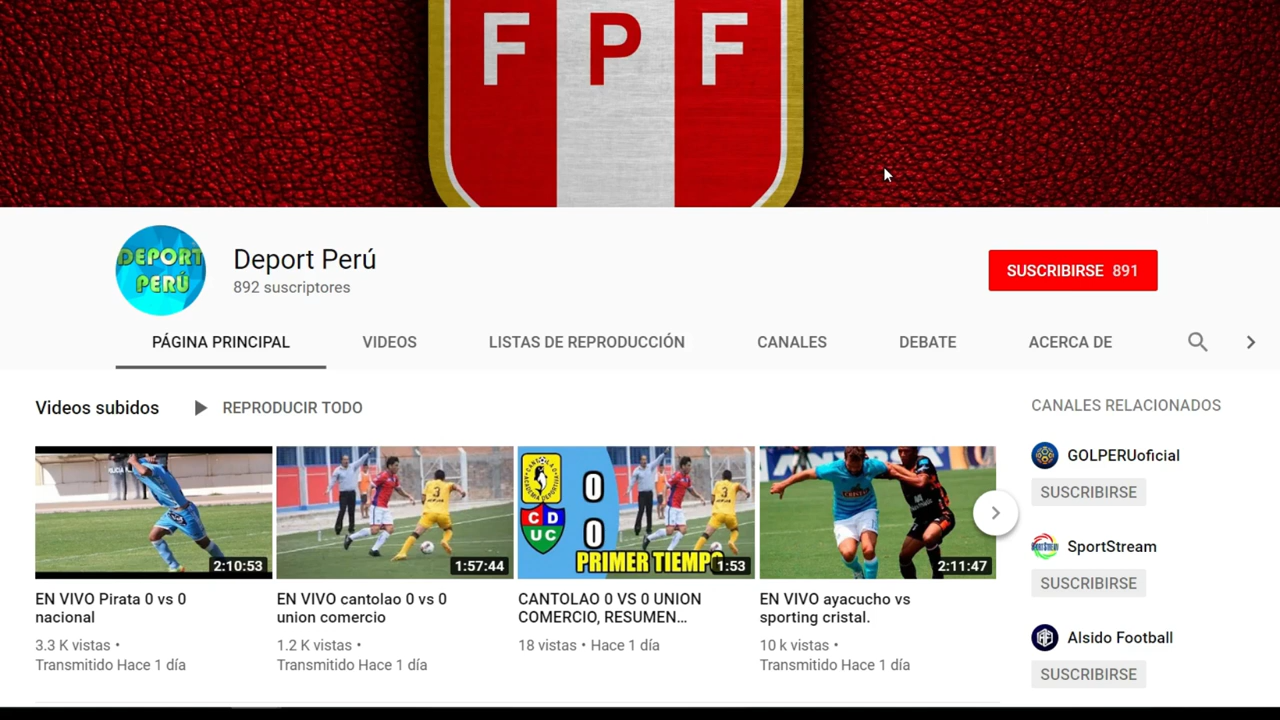 F P F
DEPORT
PERÚ
Deport Perú
892 suscriptores
SUSCRIBIRSE 891
PÁGINA PRINCIPAL
VIDEOS
LISTAS DE REPRODUCCIÓN
CANALES
DEBATE
ACERCA DE
Videos subidos
REPRODUCIR TODO
2:10:53
EN VIVO Pirata 0 vs 0
nacional
3.3 K vistas •
Transmitido Hace 1 día
3
1:57:44
EN VIVO cantolao 0 vs 0
union comercio
1.2 K vistas •
Transmitido Hace 1 día
0
CD
UC
0
3
PRIMER TIEMPO
1:53
CANTOLAO 0 VS 0 UNION
COMERCIO, RESUMEN...
18 vistas • Hace 1 día
2:11:47
EN VIVO ayacucho vs
sporting cristal.
10 k vistas •
Transmitido Hace 1 día
CANALES RELACIONADOS
GOLPERUoficial
SUSCRIBIRSE
SportStream
SUSCRIBIRSE
Alsido Football
SUSCRIBIRSE